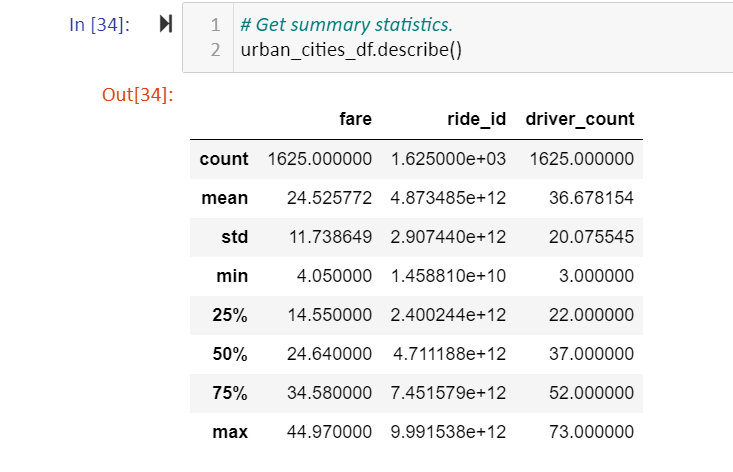 In [34]:
1 # Get summary statistics.
2 urban_cities_df.describe()
Out[34]:
fare ride_id driver_count
count 1625.000000 1.625000e+03 1625.000000
mean 24.525772 4.873485e+12 36.678154
std 11.738649 2.907440e+12 20.075545
min 4.050000 1.458810e+10 3.000000
25% 14.550000 2.400244e+12 22.000000
50% 24.640000 4.711188e+12 37.000000
75% 34.580000 7.451579e+12 52.000000
max 44.970000 9.991538e+12 73.000000